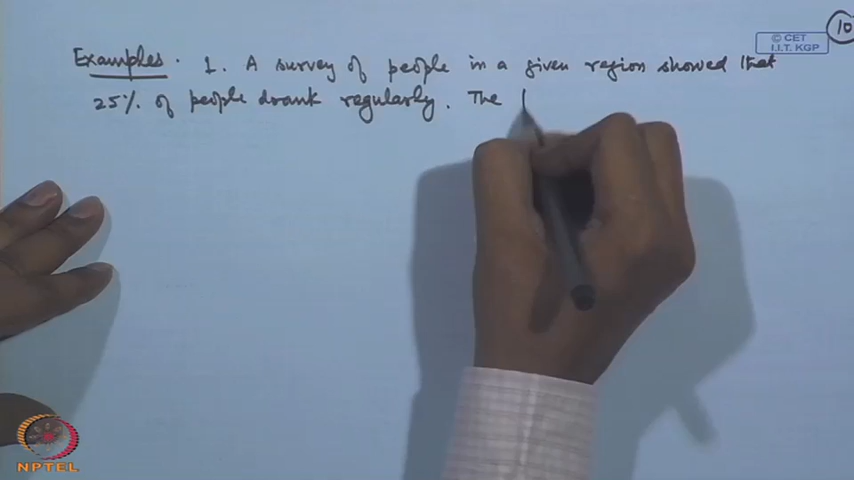 10
© CET
I.I.T. KGP
Examples. 1. A survey of people in a given region showed that
25% of people drank regularly. The
NPTEL